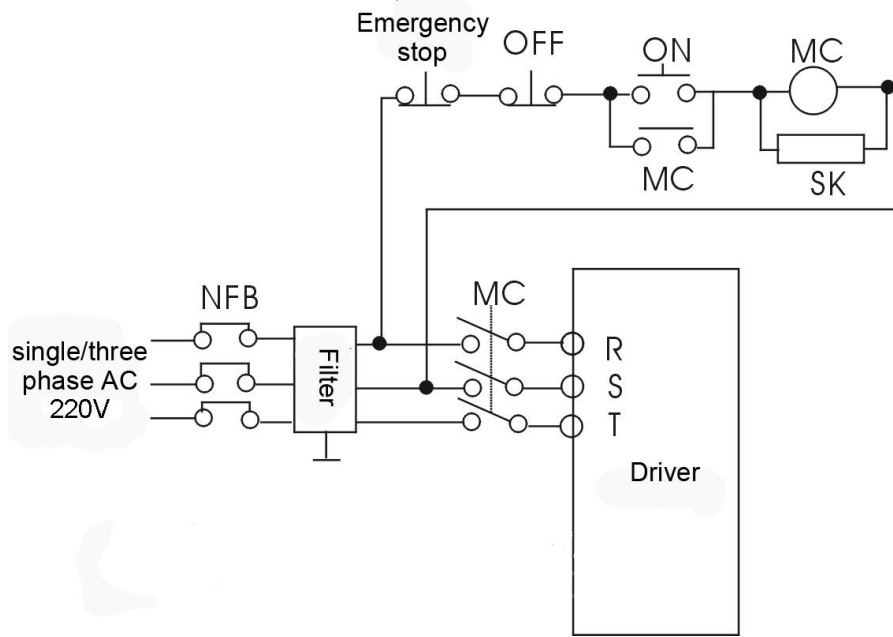 Emergency
stop
OFF
ON
MC
MC
SK
NFB
MC
single/three
phase AC
220V
Filter
R
S
T
Driver